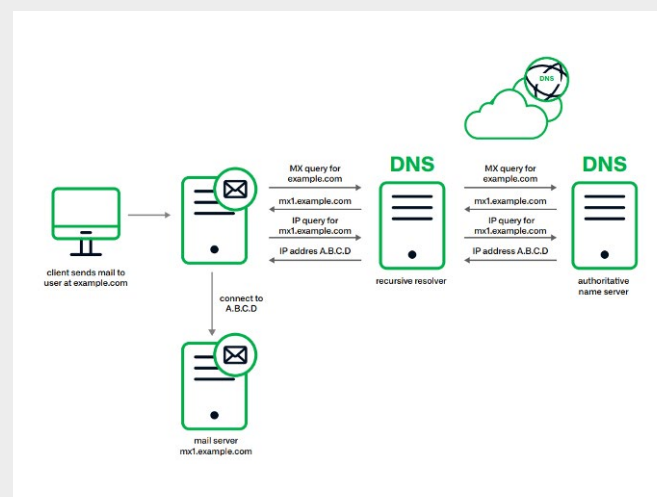 DNS
DNS
DNS
MX query for
example.com
mx1.example.com
IP query for
mx1.example.com
IP addres A.B.C.D
MX query for
example.com
mx1.example.com
IP query for
mx1.example.com
IP address A.B.C.D
client sends mail to
user at example.com
recursive resolver
authoritative
name server
connect to
A.B.C.D
mail server
mx1.example.com